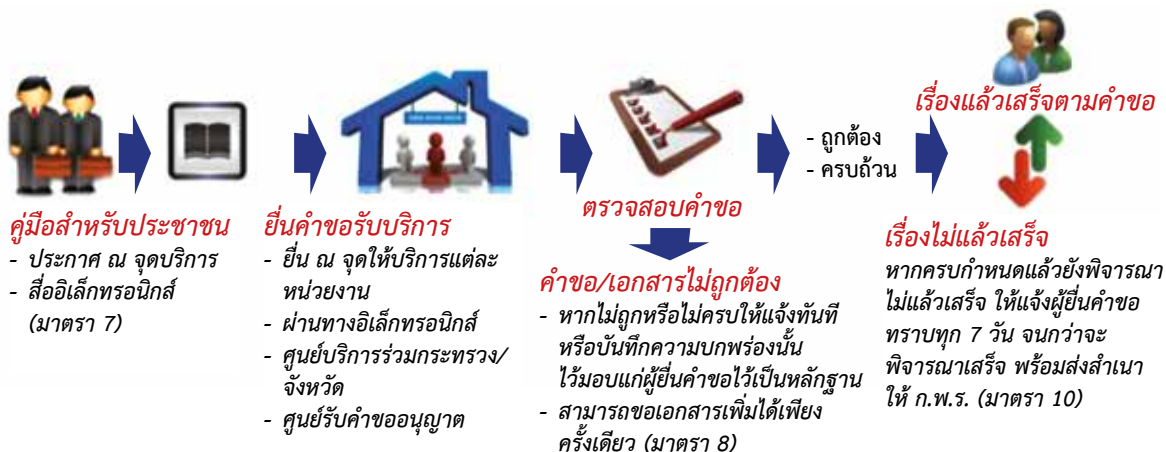 คู่มือสำหรับประชาชน
- ประกาศ ณ จุดบริการ
- สื่ออิเล็กทรอนิกส์
(มาตรา 7)
ยื่นคำขอรับบริการ
- ยื่น ณ จุดให้บริการแต่ละ
หน่วยงาน
- ผ่านทางอิเล็กทรอนิกส์
- ศูนย์บริการร่วมกระทรวง/
จังหวัด
- ศูนย์รับคำขออนุญาต
ตรวจสอบคำขอ
คำขอ/เอกสารไม่ถูกต้อง
- หากไม่ถูกหรือไม่ครบให้แจ้งทันที
หรือบันทึกความบกพร่องนั้น
ไว้มอบแก่ผู้ยื่นคำขอไว้เป็นหลักฐาน
- สามารถขอเอกสารเพิ่มได้เพียง
ครั้งเดียว (มาตรา 8)
- ถูกต้อง
- ครบถ้วน
เรื่องแล้วเสร็จตามคำขอ
เรื่องไม่แล้วเสร็จ
หากครบกำหนดแล้วยังพิจารณา
ไม่แล้วเสร็จ ให้แจ้งผู้ยื่นคำขอ
ทราบทุก 7 วัน จนกว่าจะ
พิจารณาเสร็จ พร้อมส่งสำเนา
ให้ ก.พ.ร. (มาตรา 10)